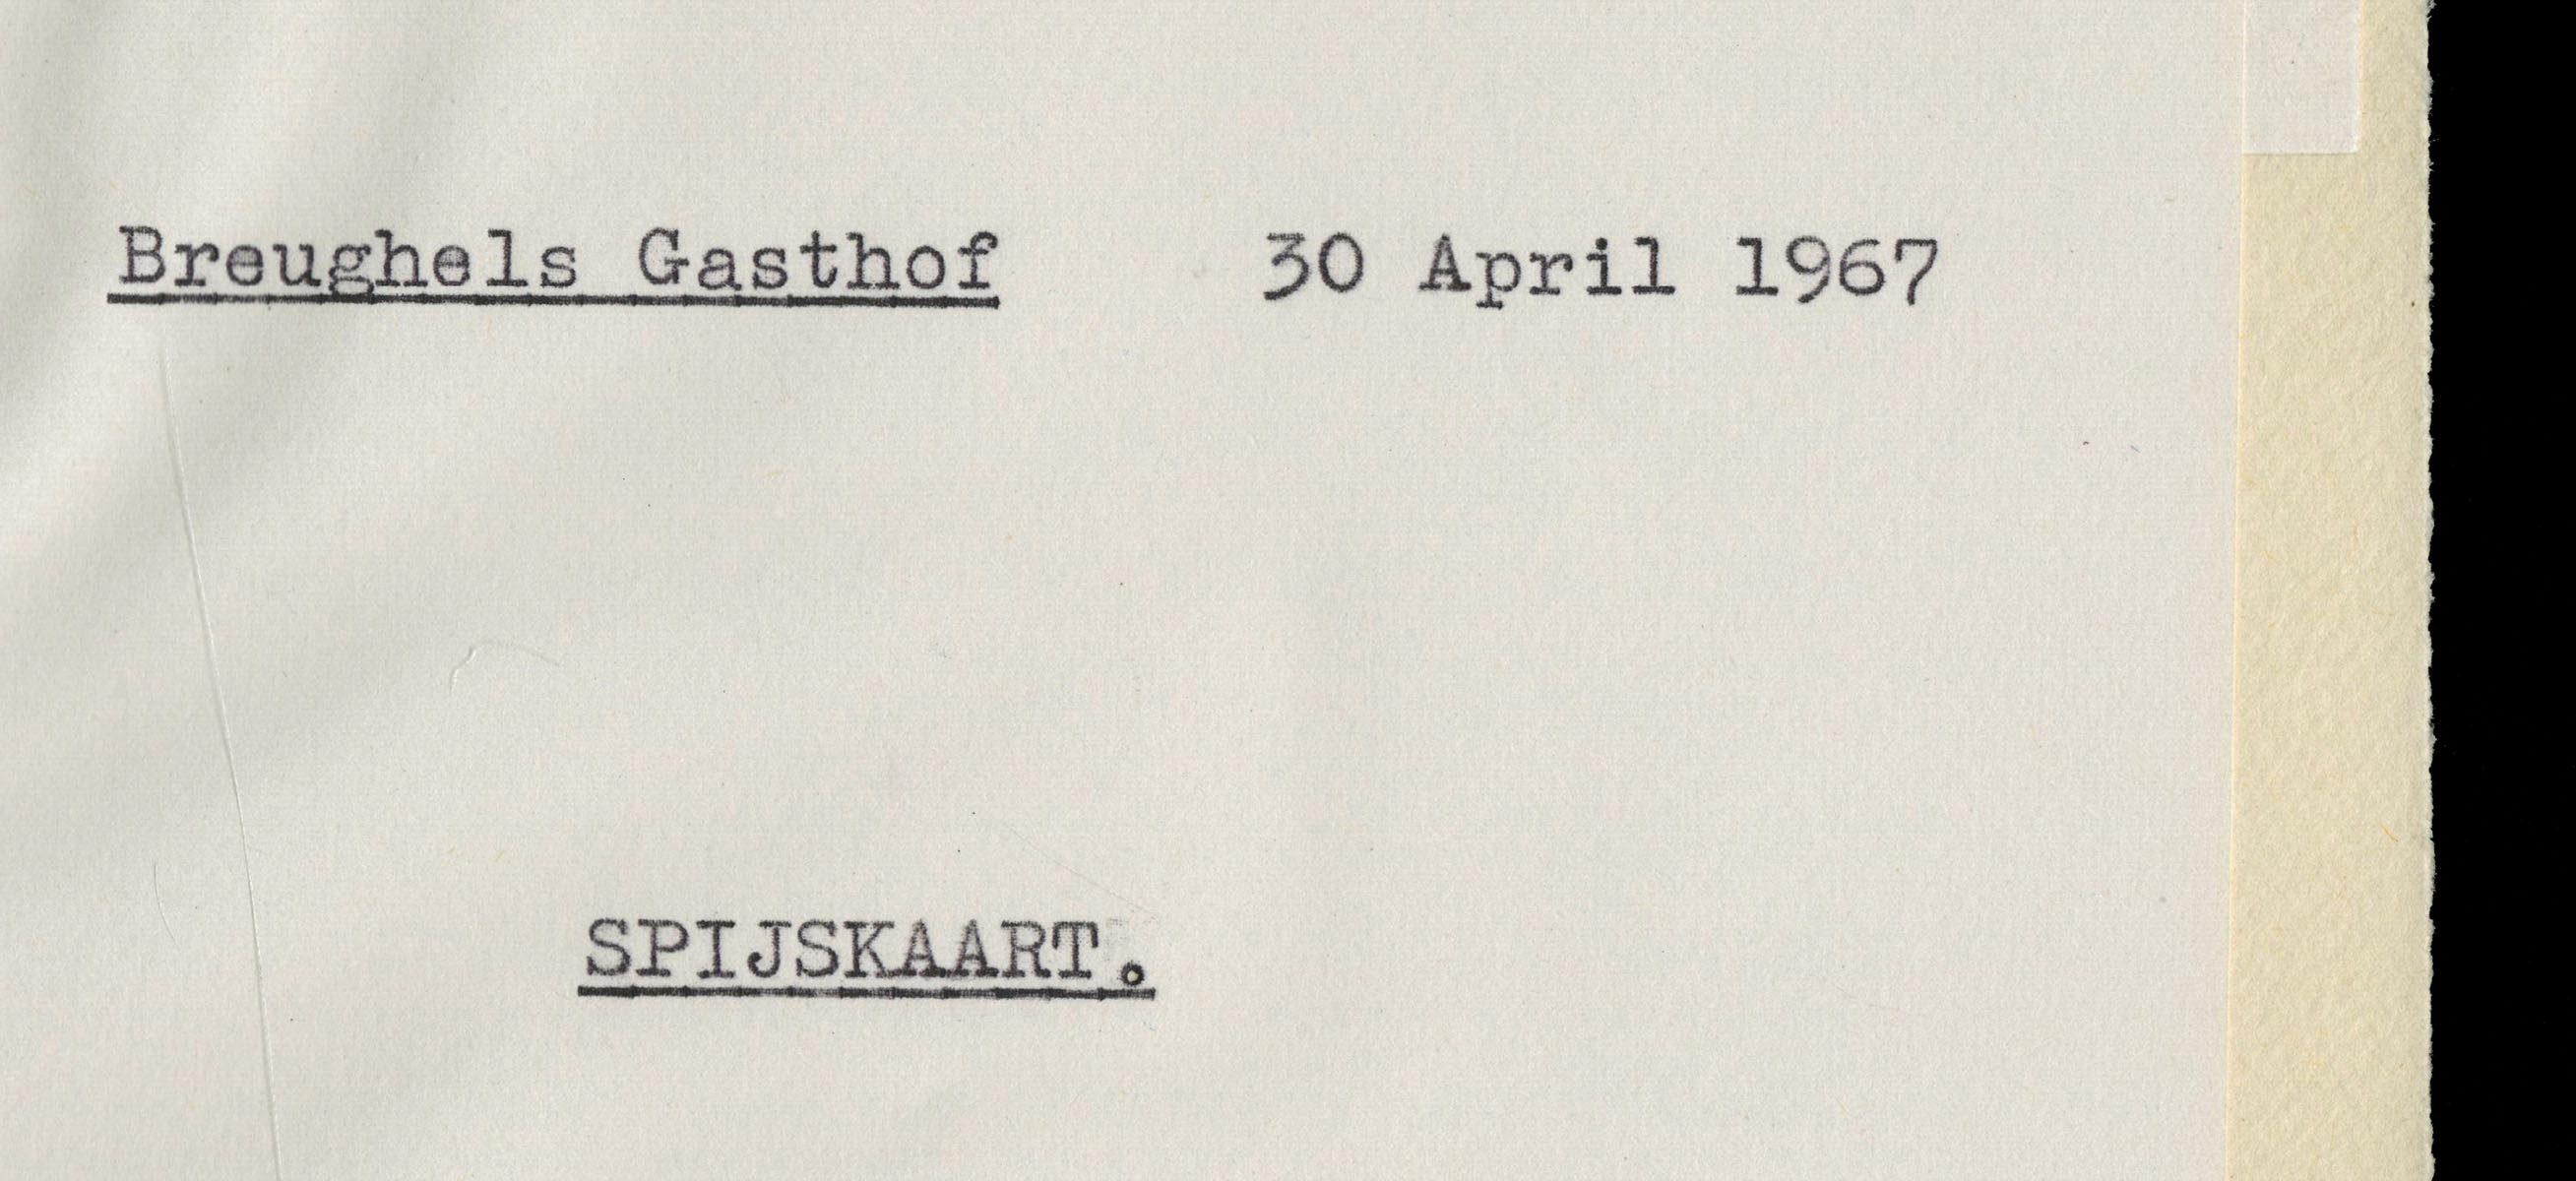 Breughels Gasthof 30 April 1967
SPIJSKAART.